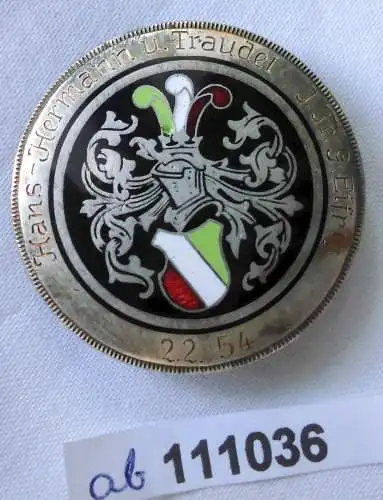 Hans-Hermann u. Traudel
2.2.54
ab 111036